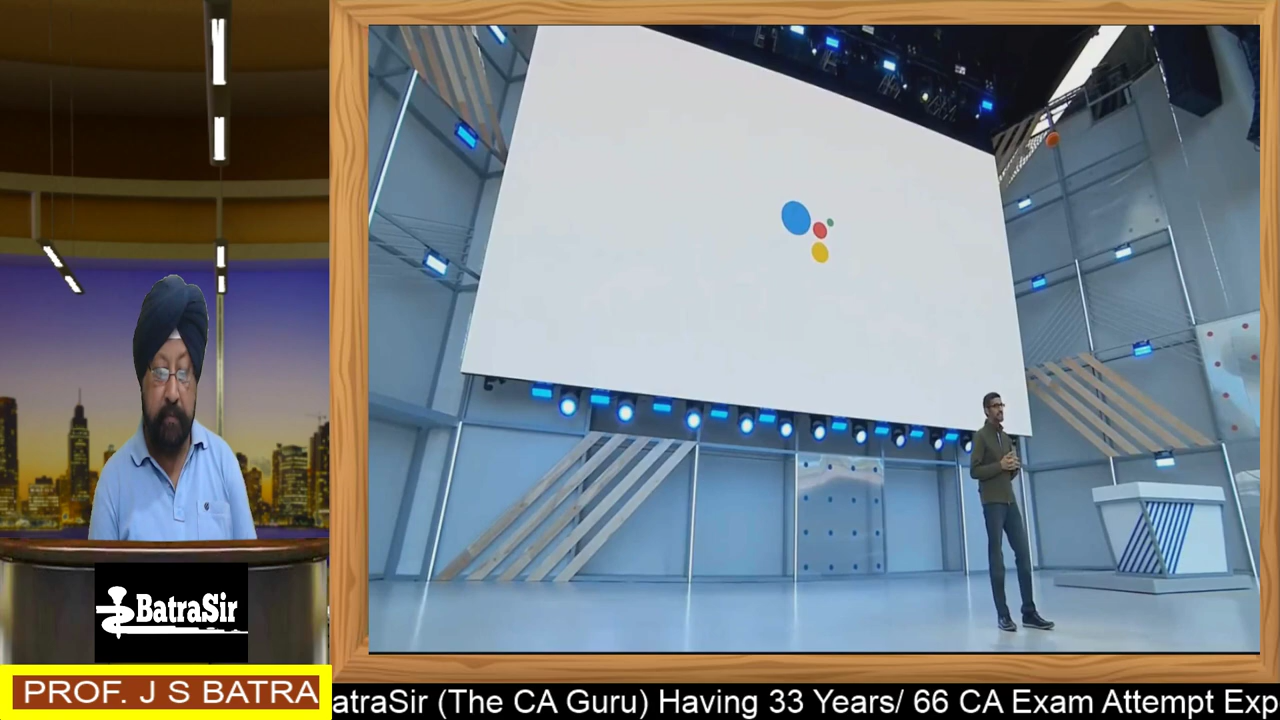 BatraSir
PROF. J S BATRA
atraSir (The CA Guru) Having 33 Years/ 66 CA Exam Attempt Exp